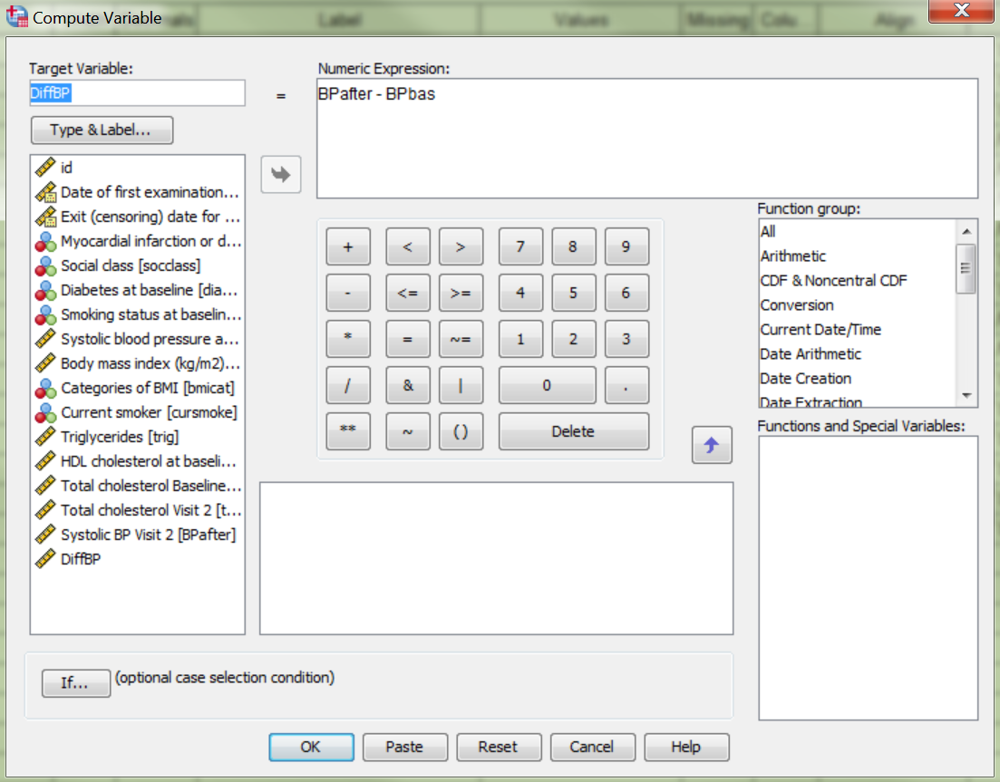 Compute Variable
Label
Values
Missing
Align
Target Variable:
DiffBP
=
Numeric Expression:
BPafter - BPbas
Type & Label...
id
Date of first examination...
Exit (censoring) date for ...
Myocardial infarction or d...
Social class [socclass]
Diabetes at baseline [dia...
Smoking status at baselin...
Systolic blood pressure a...
Body mass index (kg/m2)...
Categories of BMI [bmicat]
Current smoker [cursmoke]
Triglycerides [trig]
HDL cholesterol at baseli...
Total cholesterol Baseline...
Total cholesterol Visit 2 [t...
Systolic BP Visit 2 [BPafter]
DiffBP
+ < > 7 8 9
- <= >= 4 5 6
* = ~= 1 2 3
/ & | 0 .
** ~ () Delete
Function group:
All
Arithmetic
CDF & Noncentral CDF
Conversion
Current Date/Time
Date Arithmetic
Date Creation
Date Extraction
Functions and Special Variables:
If... (optional case selection condition)
OK Paste Reset Cancel Help